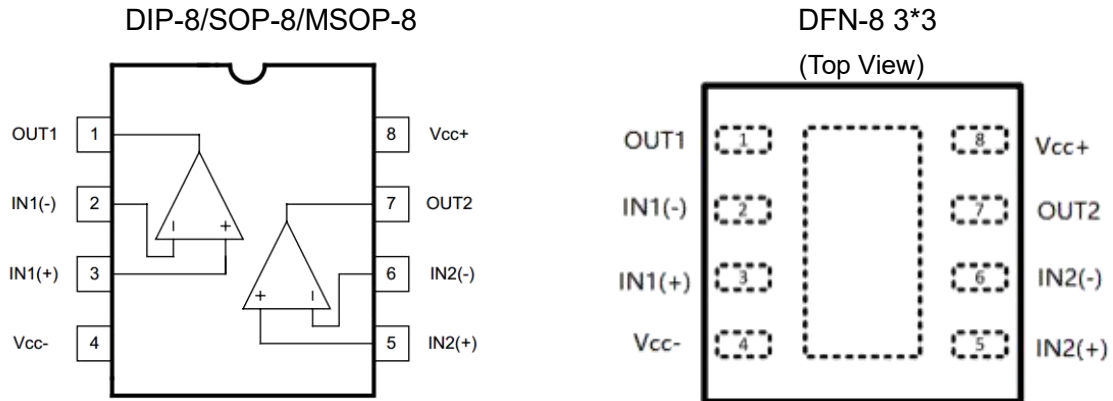 DIP-8/SOP-8/MSOP-8
OUT1 1
8 Vcc+
IN1(-) 2
7 OUT2
IN1(+) 3
6 IN2(-)
Vcc- 4
5 IN2(+)
− +
+ −
DFN-8 3*3
(Top View)
OUT1 1
8 Vcc+
IN1(-) 2
7 OUT2
IN1(+) 3
6 IN2(-)
Vcc- 4
5 IN2(+)